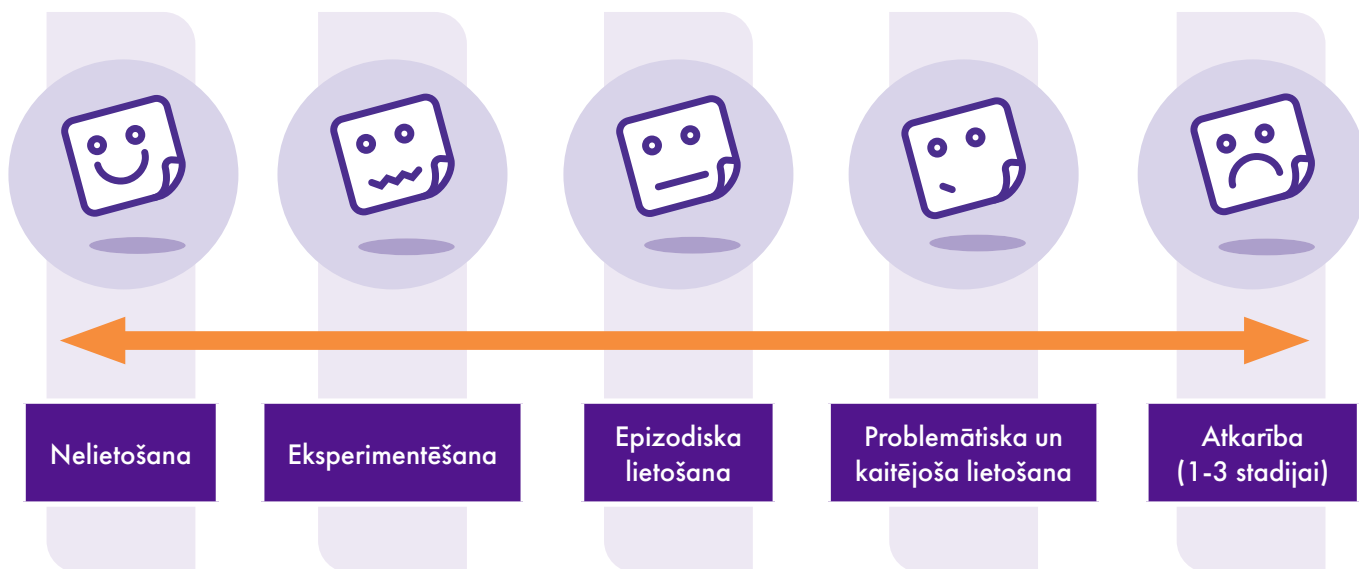 Nelietošana
Eksperimentēšana
Epizodiska
lietošana
Problemātiska un
kaitējoša lietošana
Atkarība
(1-3 stadijai)